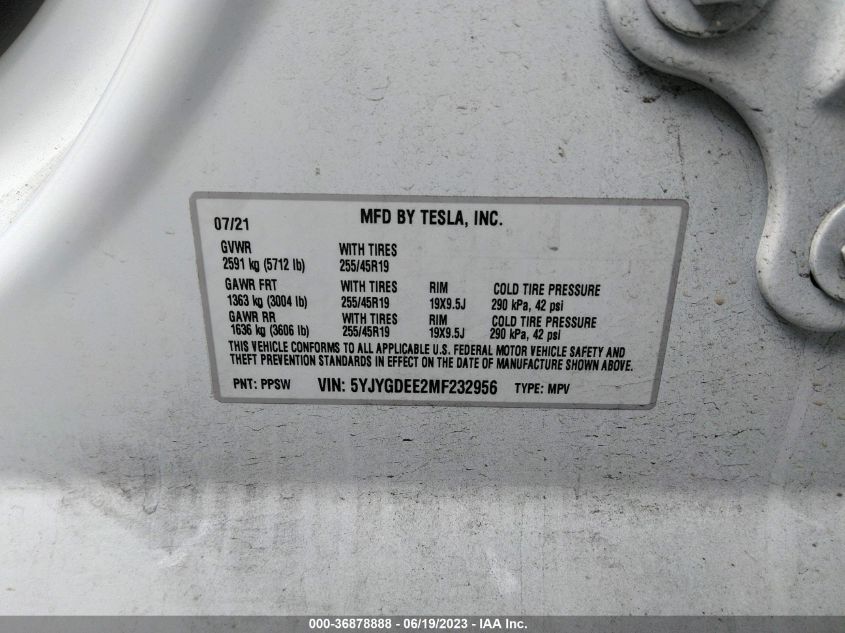 07/21 MFD BY TESLA, INC.
GVWR WITH TIRES
2591 kg (5712 lb) 255/45R19
GAWR FRT WITH TIRES RIM COLD TIRE PRESSURE
1363 kg (3004 lb) 255/45R19 19X9.5J 290 kPa, 42 psi
GAWR RR WITH TIRES RIM COLD TIRE PRESSURE
1636 kg (3606 lb) 255/45R19 19X9.5J 290 kPa, 42 psi
THIS VEHICLE CONFORMS TO ALL APPLICABLE U.S. FEDERAL MOTOR VEHICLE SAFETY AND
THEFT PREVENTION STANDARDS IN EFFECT ON THE DATE OF MANUFACTURE SHOWN ABOVE.
PNT: PPSW VIN: 5YJYGDEE2MF232956 TYPE: MPV
000-36878888 - 06/19/2023 - IAA Inc.